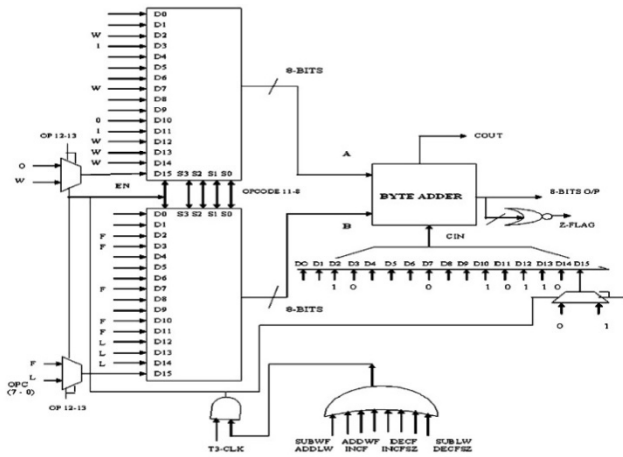 D0
D1
W D2
1 D3
D4
D5
D6
W D7
D8
D9
0 D10
1 D11
W D12
W D13
W D14
D15 S3 S2 S1 S0
8-BITS
OP 12-13
O
W
EN
OPCODE 11-8
A
COUT
BYTE ADDER
8-BITS O/P
Z-FLAG
B
CIN
D0 S3 S2 S1 S0
D1
F D2
F D3
D4
D5
D6
F D7
D8
D9
F D10
F D11
L D12
L D13
L D14
D15
8-BITS
DO D1 D2 D3 D4 D5 D6 D7 D8 D9 D10 D11 D12 D13 D14 D15
1 0 0 1 0 1 1 0
0 1
F
L
OPC
(7 - 0)
OP 12-13
T3-CLK
SUBWF ADDWF DECF SUBLW
ADDLW INCF INCFSZ DECFSZ